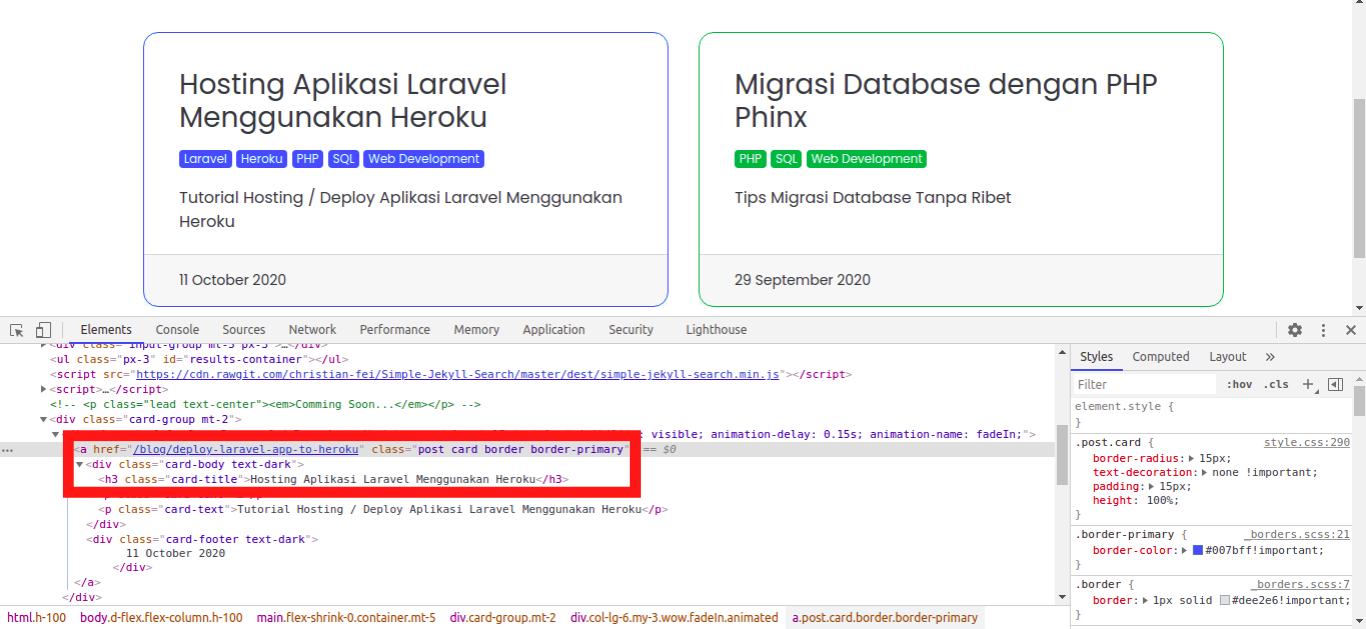 Hosting Aplikasi Laravel Migrasi Database dengan PHP
Menggunakan Heroku Phinx
Laravel Heroku PHP SQL Web Development PHP SQL Web Development
Tutorial Hosting / Deploy Aplikasi Laravel Menggunakan Tips Migrasi Database Tanpa Ribet
Heroku
11 October 2020 29 September 2020
Elements Console Sources Network Performance Memory Application Security Lighthouse
<div class="input-group mt-5 px-3">…</div>
<ul class="px-3" id="results-container"></ul>
<script src="https://cdn.rawgit.com/christian-fei/Simple-Jekyll-Search/master/dest/simple-jekyll-search.min.js"></script>
<script>…</script>
<!-- <p class="lead text-center"><em>Comming Soon...</em></p> -->
<div class="card-group mt-2">
visible; animation-delay: 0.15s; animation-name: fadeIn;">
<a href="/blog/deploy-laravel-app-to-heroku" class="post card border border-primary" == $0
<div class="card-body text-dark">
<h3 class="card-title">Hosting Aplikasi Laravel Menggunakan Heroku</h3>
<p class="card-text">Tutorial Hosting / Deploy Aplikasi Laravel Menggunakan Heroku</p>
</div>
<div class="card-footer text-dark">
11 October 2020
</div>
</a>
</div>
html.h-100 body.d-flex.flex-column.h-100 main.flex-shrink-0.container.mt-5 div.card-group.mt-2 div.col-lg-6.my-3.wow.fadeIn.animated a.post.card.border.border-primary
Styles Computed Layout »
Filter :hov .cls +
element.style {
}
.post.card { style.css:290
border-radius: 15px;
text-decoration: none !important;
padding: 15px;
height: 100%;
}
.border-primary { _borders.scss:21
border-color: #007bff!important;
}
.border { _borders.scss:7
border: 1px solid #dee2e6!important;
}